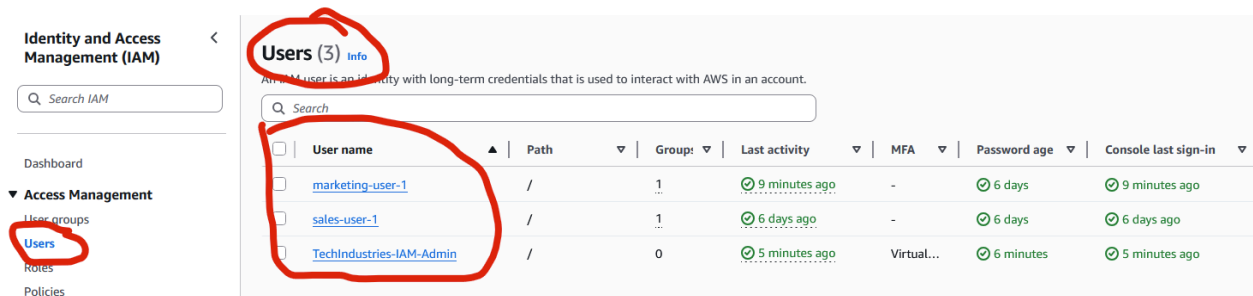 Identity and Access
Management (IAM)
Search IAM
Dashboard
Access Management
User groups
Users
Roles
Policies
Users (3) Info
An IAM user is an identity with long-term credentials that is used to interact with AWS in an account.
Search
User name Path Groups Last activity MFA Password age Console last sign-in
marketing-user-1 / 1 9 minutes ago - 6 days 9 minutes ago
sales-user-1 / 1 6 days ago - 6 days 6 days ago
TechIndustries-IAM-Admin / 0 5 minutes ago Virtual... 6 minutes 5 minutes ago